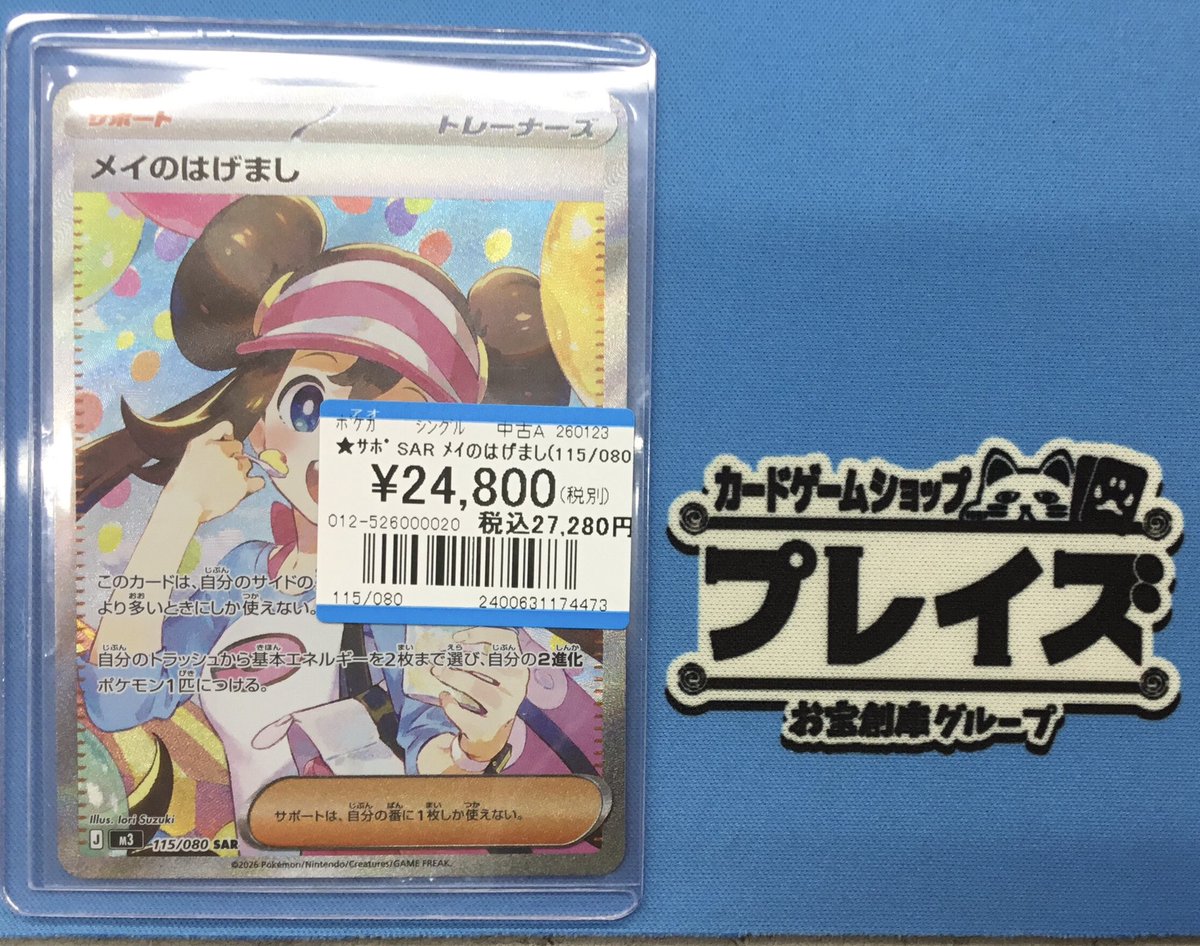 サポート
トレーナーズ
メイのはげまし
アオ
ポケカ シングル 中古A 260123
★サポ SAR メイのはげまし(115/080
¥24,800(税別)
012-526000020 税込27,280円
115/080 2400631174473
このカードは、自分のサイドの
より多いときにしか使えない。
自分のトラッシュから基本エネルギーを2枚まで選び、自分の2進化
ポケモン1匹につける。
サポートは、自分の番に1枚しか使えない。
Illus. Iori Suzuki
J M3 115/080 SAR
©2026 Pokémon/Nintendo/Creatures/GAME FREAK.
カードゲームショップ
プレイズ
お宝創庫グループ